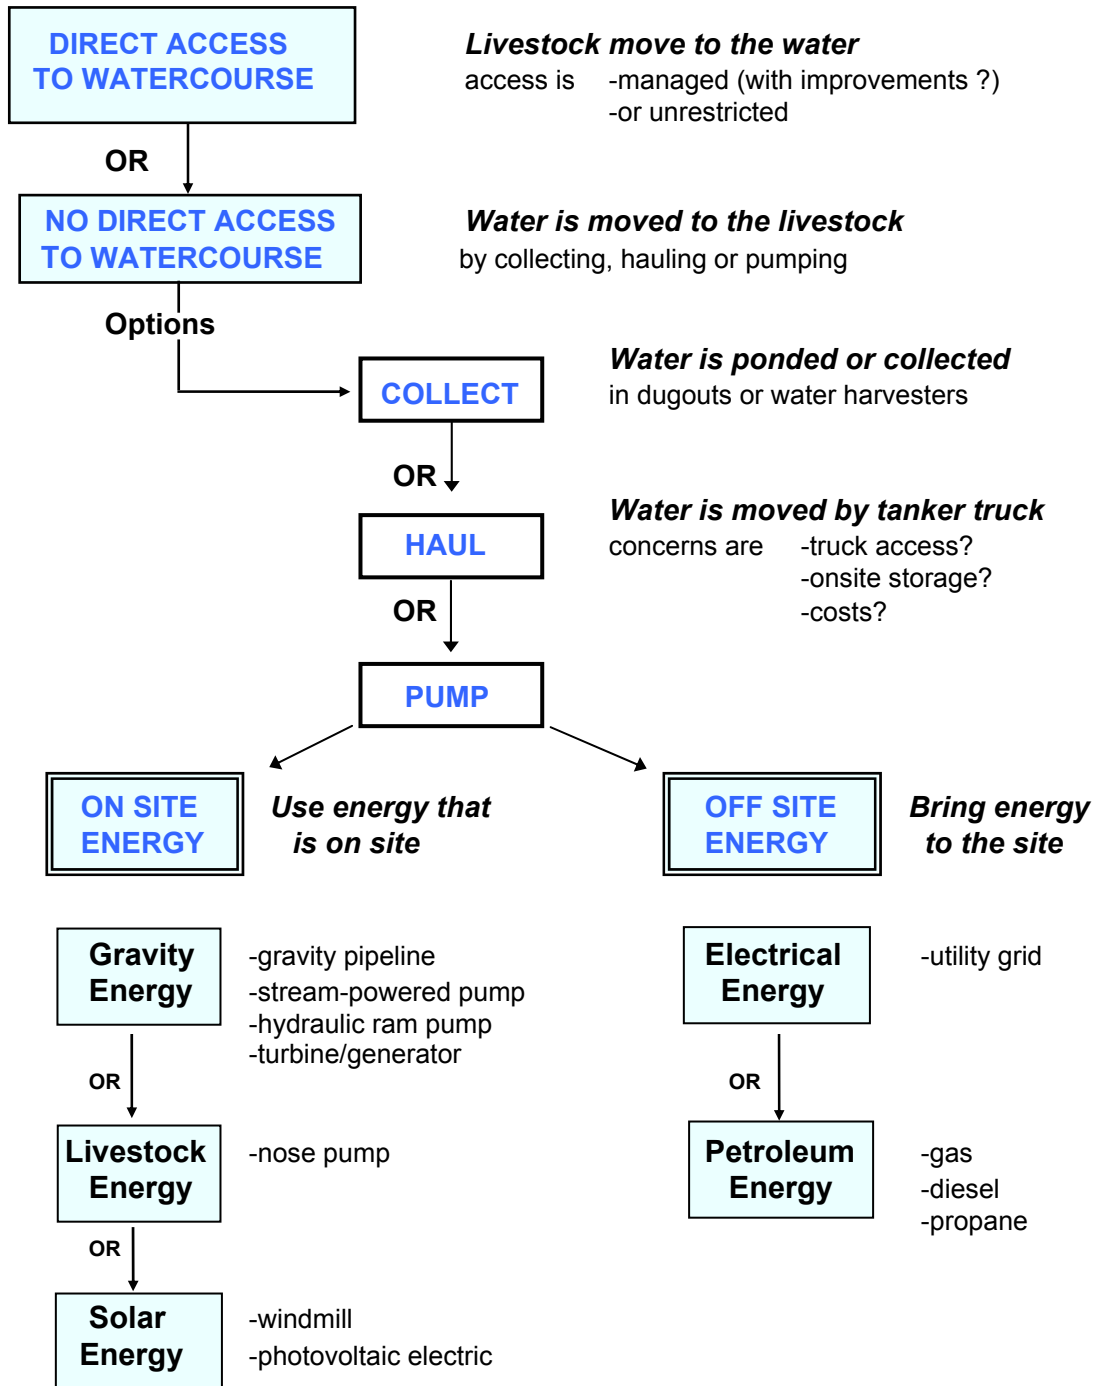 DIRECT ACCESS
TO WATERCOURSE
Livestock move to the water
access is -managed (with improvements ?)
-or unrestricted
OR
NO DIRECT ACCESS
TO WATERCOURSE
Water is moved to the livestock
by collecting, hauling or pumping
Options
COLLECT
Water is ponded or collected
in dugouts or water harvesters
OR
HAUL
Water is moved by tanker truck
concerns are -truck access?
-onsite storage?
-costs?
OR
PUMP
ON SITE
ENERGY
Use energy that
is on site
OFF SITE
ENERGY
Bring energy
to the site
Gravity
Energy
-gravity pipeline
-stream-powered pump
-hydraulic ram pump
-turbine/generator
OR
Livestock
Energy
-nose pump
OR
Solar
Energy
-windmill
-photovoltaic electric
Electrical
Energy
-utility grid
OR
Petroleum
Energy
-gas
-diesel
-propane